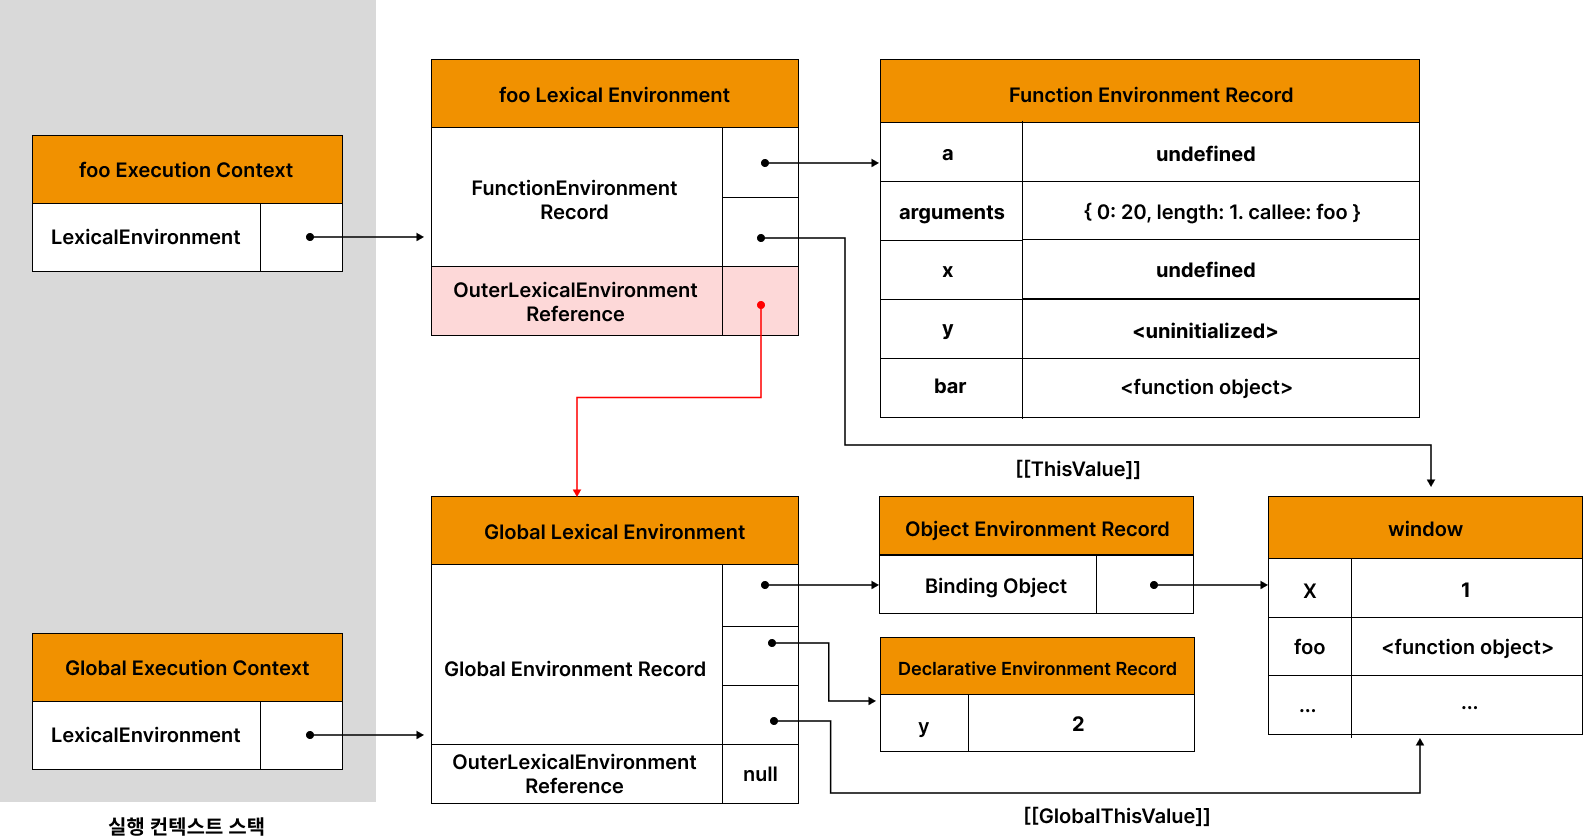 foo Execution Context
LexicalEnvironment
foo Lexical Environment
FunctionEnvironment
Record
OuterLexicalEnvironment
Reference
Function Environment Record
a undefined
arguments { 0: 20, length: 1. callee: foo }
x undefined
y <uninitialized>
bar <function object>
[[ThisValue]]
Global Execution Context
LexicalEnvironment
Global Lexical Environment
Global Environment Record
OuterLexicalEnvironment
Reference
null
Object Environment Record
Binding Object
Declarative Environment Record
y 2
window
X 1
foo <function object>
... ...
[[GlobalThisValue]]
실행 컨텍스트 스택